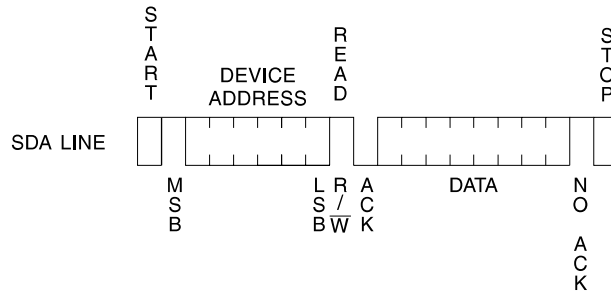 START
READ
STOP
DEVICE
ADDRESS
SDA LINE
MSB
LSB
R/W
ACK
DATA
NO ACK